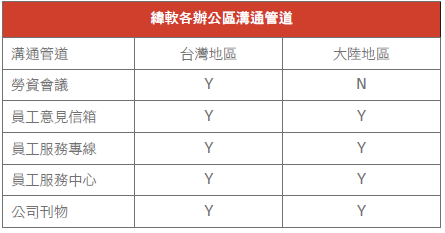 緯軟各辦公區溝通管道
溝通管道 台灣地區 大陸地區
勞資會議 Y N
員工意見信箱 Y Y
員工服務專線 Y Y
員工服務中心 Y Y
公司刊物 Y Y